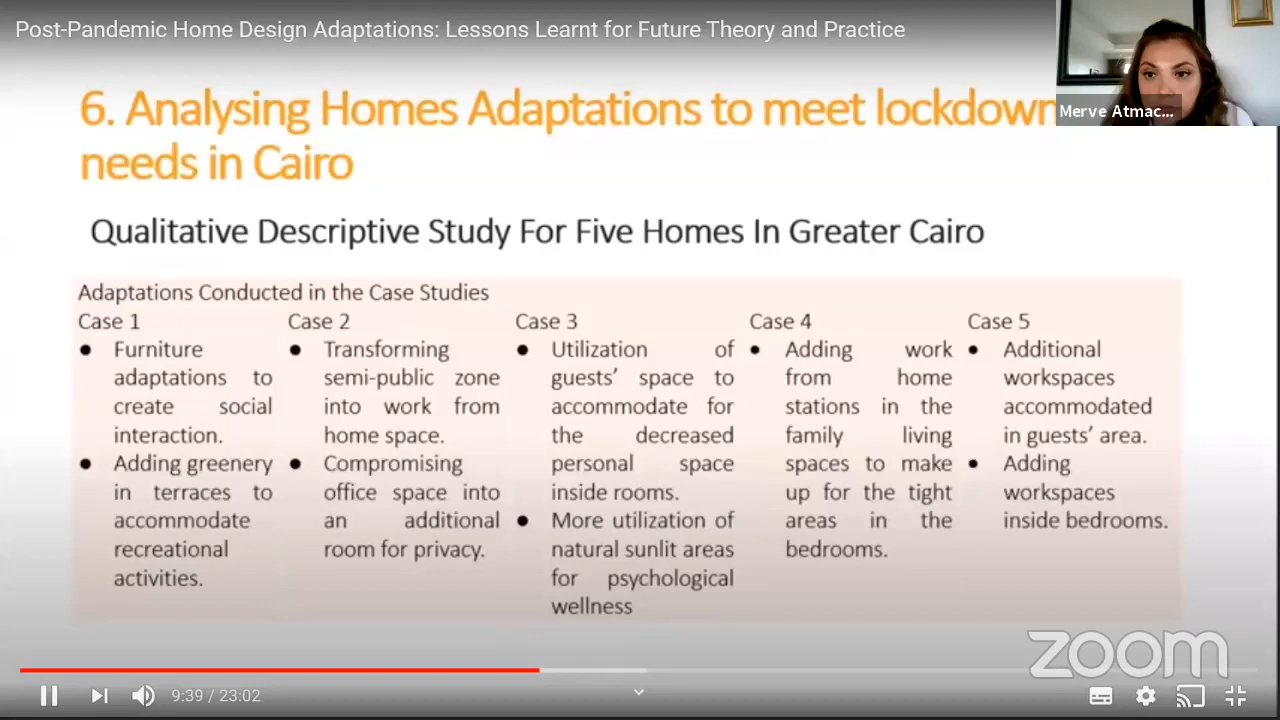 Post-Pandemic Home Design Adaptations: Lessons Learnt for Future Theory and Practice
Merve Atmac...
6. Analysing Homes Adaptations to meet lockdown
needs in Cairo
Qualitative Descriptive Study For Five Homes In Greater Cairo
Adaptations Conducted in the Case Studies
Case 1
● Furniture
adaptations to
create social
interaction.
● Adding greenery
in terraces to
accommodate
recreational
activities.
Case 2
● Transforming
semi-public zone
into work from
home space.
● Compromising
office space into
an additional
room for privacy.
Case 3
● Utilization of
guests’ space to
accommodate for
the decreased
personal space
inside rooms.
● More utilization of
natural sunlit areas
for psychological
wellness
Case 4
● Adding work
from home
stations in the
family living
spaces to make
up for the tight
areas in the
bedrooms.
Case 5
● Additional
workspaces
accommodated
in guests’ area.
● Adding
workspaces
inside bedrooms.
zoom
9:39 / 23:02